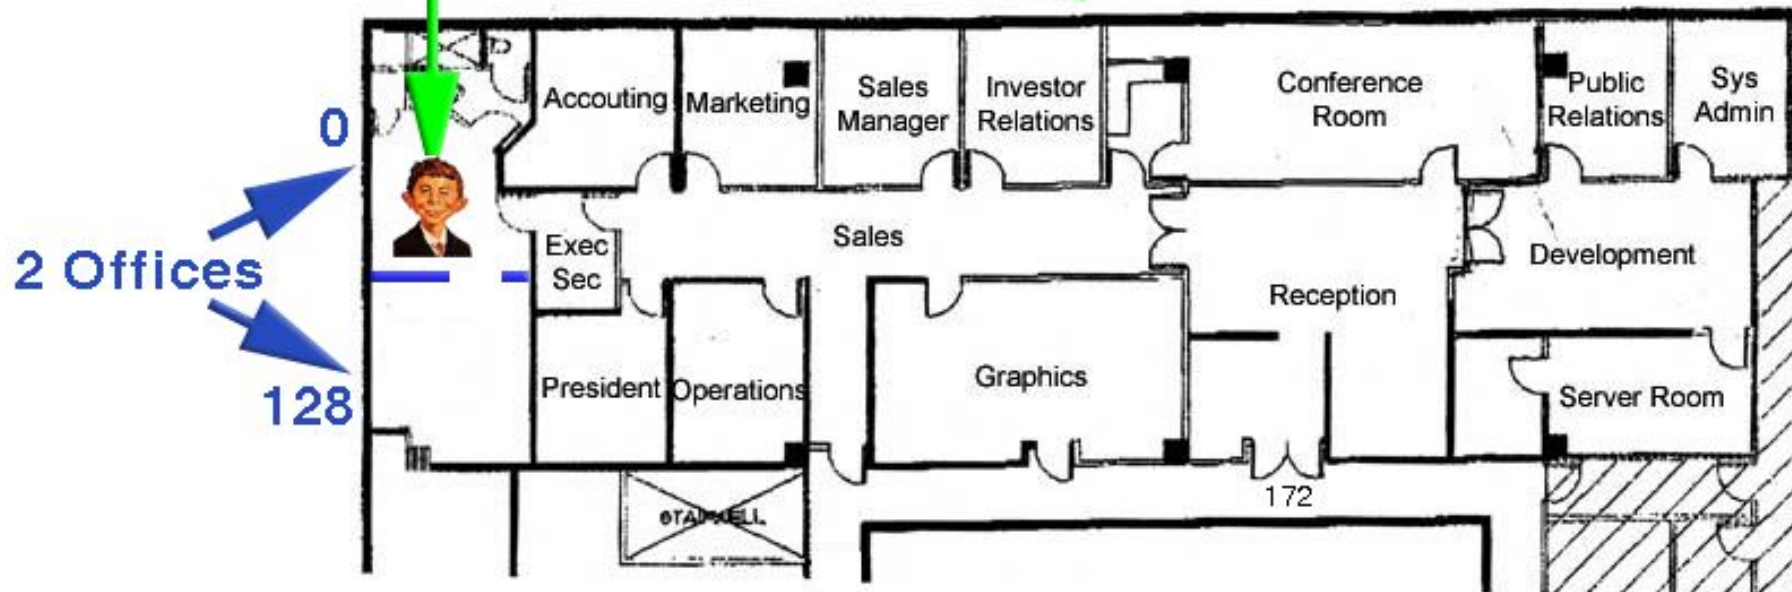 0
2 Offices
128
Accouting
Marketing
Sales
Manager
Investor
Relations
Conference
Room
Public
Relations
Sys
Admin
Exec
Sec
Sales
Reception
Development
President
Operations
Graphics
Server Room
172
STAIRWELL